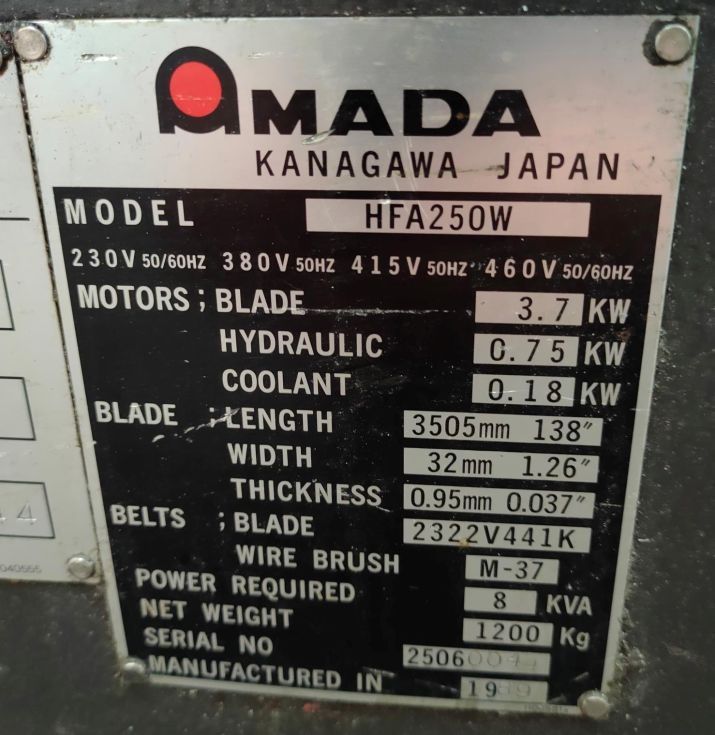 AMADA
KANAGAWA JAPAN
MODEL HFA250W
230V 50/60HZ 380V 50HZ 415V 50HZ 460V 50/60HZ
MOTORS ; BLADE 3.7 KW
HYDRAULIC 0.75 KW
COOLANT 0.18 KW
BLADE ; LENGTH 3505mm 138″
WIDTH 32mm 1.26″
THICKNESS 0.95mm 0.037″
BELTS ; BLADE 2322V441K
WIRE BRUSH M-37
POWER REQUIRED 8 KVA
NET WEIGHT 1200 Kg
SERIAL NO
MANUFACTURED IN 1989
44
040555